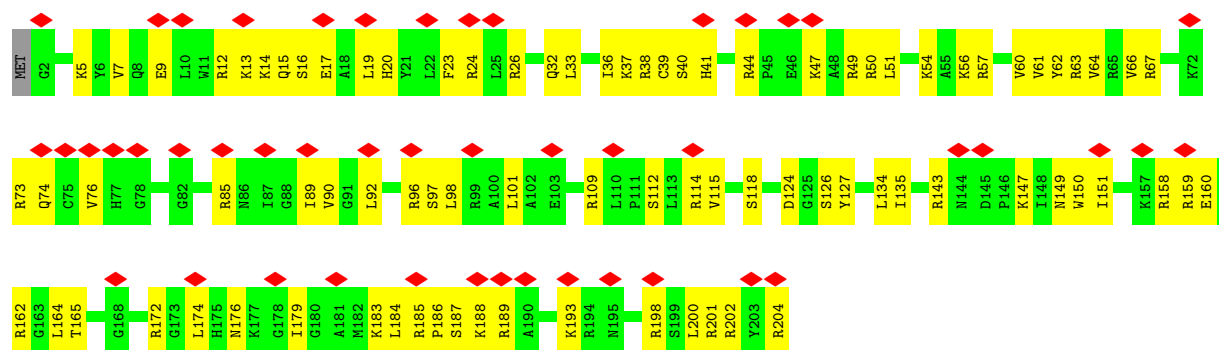 MET G2 K5 Y6 V7 Q8 E9 L10 W11 R12 K13 K14 Q15 S16 E17 A18 L19 H20 Y21 L22 F23 R24 L25 R26 Q32 L33 I36 K37 R38 C39 S40 H41 R44 P45 E46 K47 A48 R49 R50 L51 K54 A55 K56 R57 V60 V61 Y62 R63 V64 R65 V66 R67 K72
R73 Q74 C75 V76 H77 G78 G82 R85 N86 I87 G88 I89 V90 G91 L92 R96 S97 L98 R99 A100 L101 A102 E103 R109 L110 P111 S112 L113 R114 V115 S118 D124 G125 S126 Y127 L134 I135 R143 N144 D145 P146 K147 I148 N149 W150 I151 K157 R158 R159 E160
R162 G163 L164 T165 G168 R172 G173 L174 H175 N176 K177 G178 I179 G180 A181 M182 K183 L184 R185 P186 S187 K188 R189 A190 K193 R194 N195 R198 S199 L200 R201 R202 Y203 R204